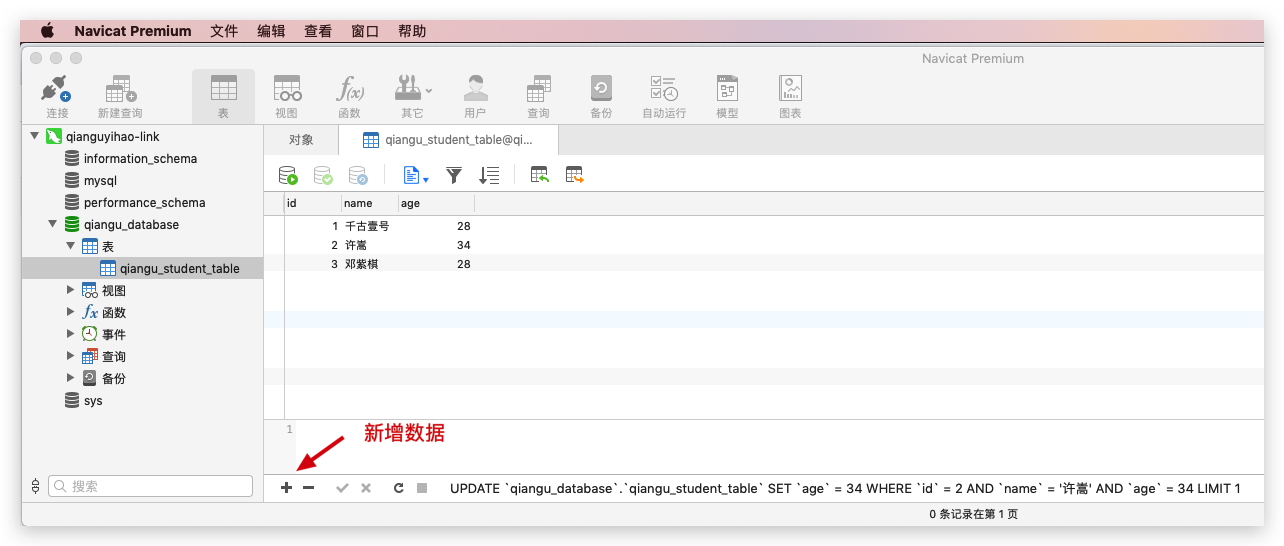 Navicat Premium 文件 编辑 查看 窗口 帮助
Navicat Premium
连接 新建查询 表 视图 函数 其它 用户 查询 备份 自动运行 模型 图表
f(x)
qianguyihao-link
information_schema
mysql
performance_schema
qiangu_database
表
qiangu_student_table
视图
fx 函数
事件
查询
备份
sys
搜索
对象 qiangu_student_table@qi...
id name age
1 千古壹号 28
2 许嵩 34
3 邓紫棋 28
1
新增数据
UPDATE `qiangu_database`.`qiangu_student_table` SET `age` = 34 WHERE `id` = 2 AND `name` = '许嵩' AND `age` = 34 LIMIT 1
0 条记录在第 1 页